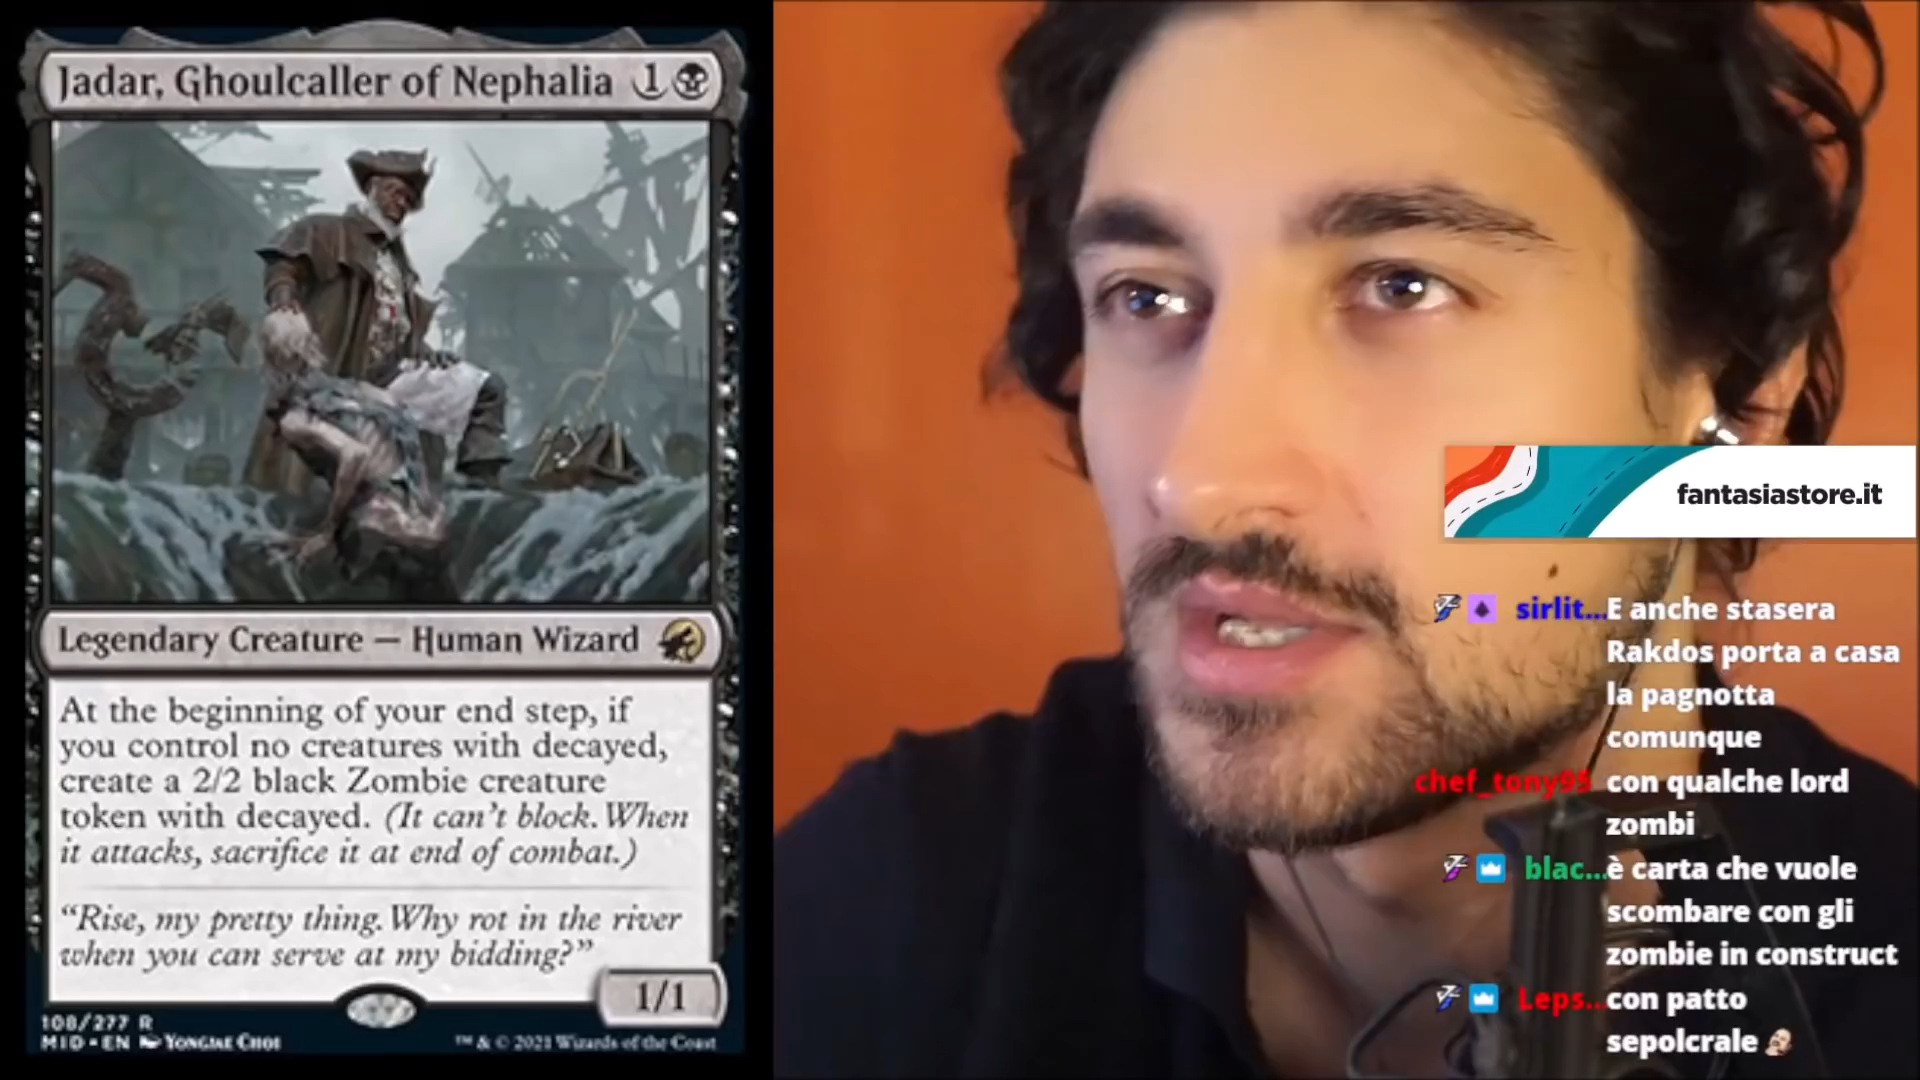 Jadar, Ghoulcaller of Nephalia 1
Legendary Creature — Human Wizard
At the beginning of your end step, if
you control no creatures with decayed,
create a 2/2 black Zombie creature
token with decayed. (It can't block. When
it attacks, sacrifice it at end of combat.)
“Rise, my pretty thing. Why rot in the river
when you can serve at my bidding?”
1/1
108/277 R
MID • EN YONGJAE CHOI
™ & © 2021 Wizards of the Coast
fantasiastore.it
sirlit...E anche stasera
Rakdos porta a casa
la pagnotta
comunque
chef_tony95 con qualche lord
zombi
blac...è carta che vuole
scombare con gli
zombie in construct
Leps...con patto
sepolcrale